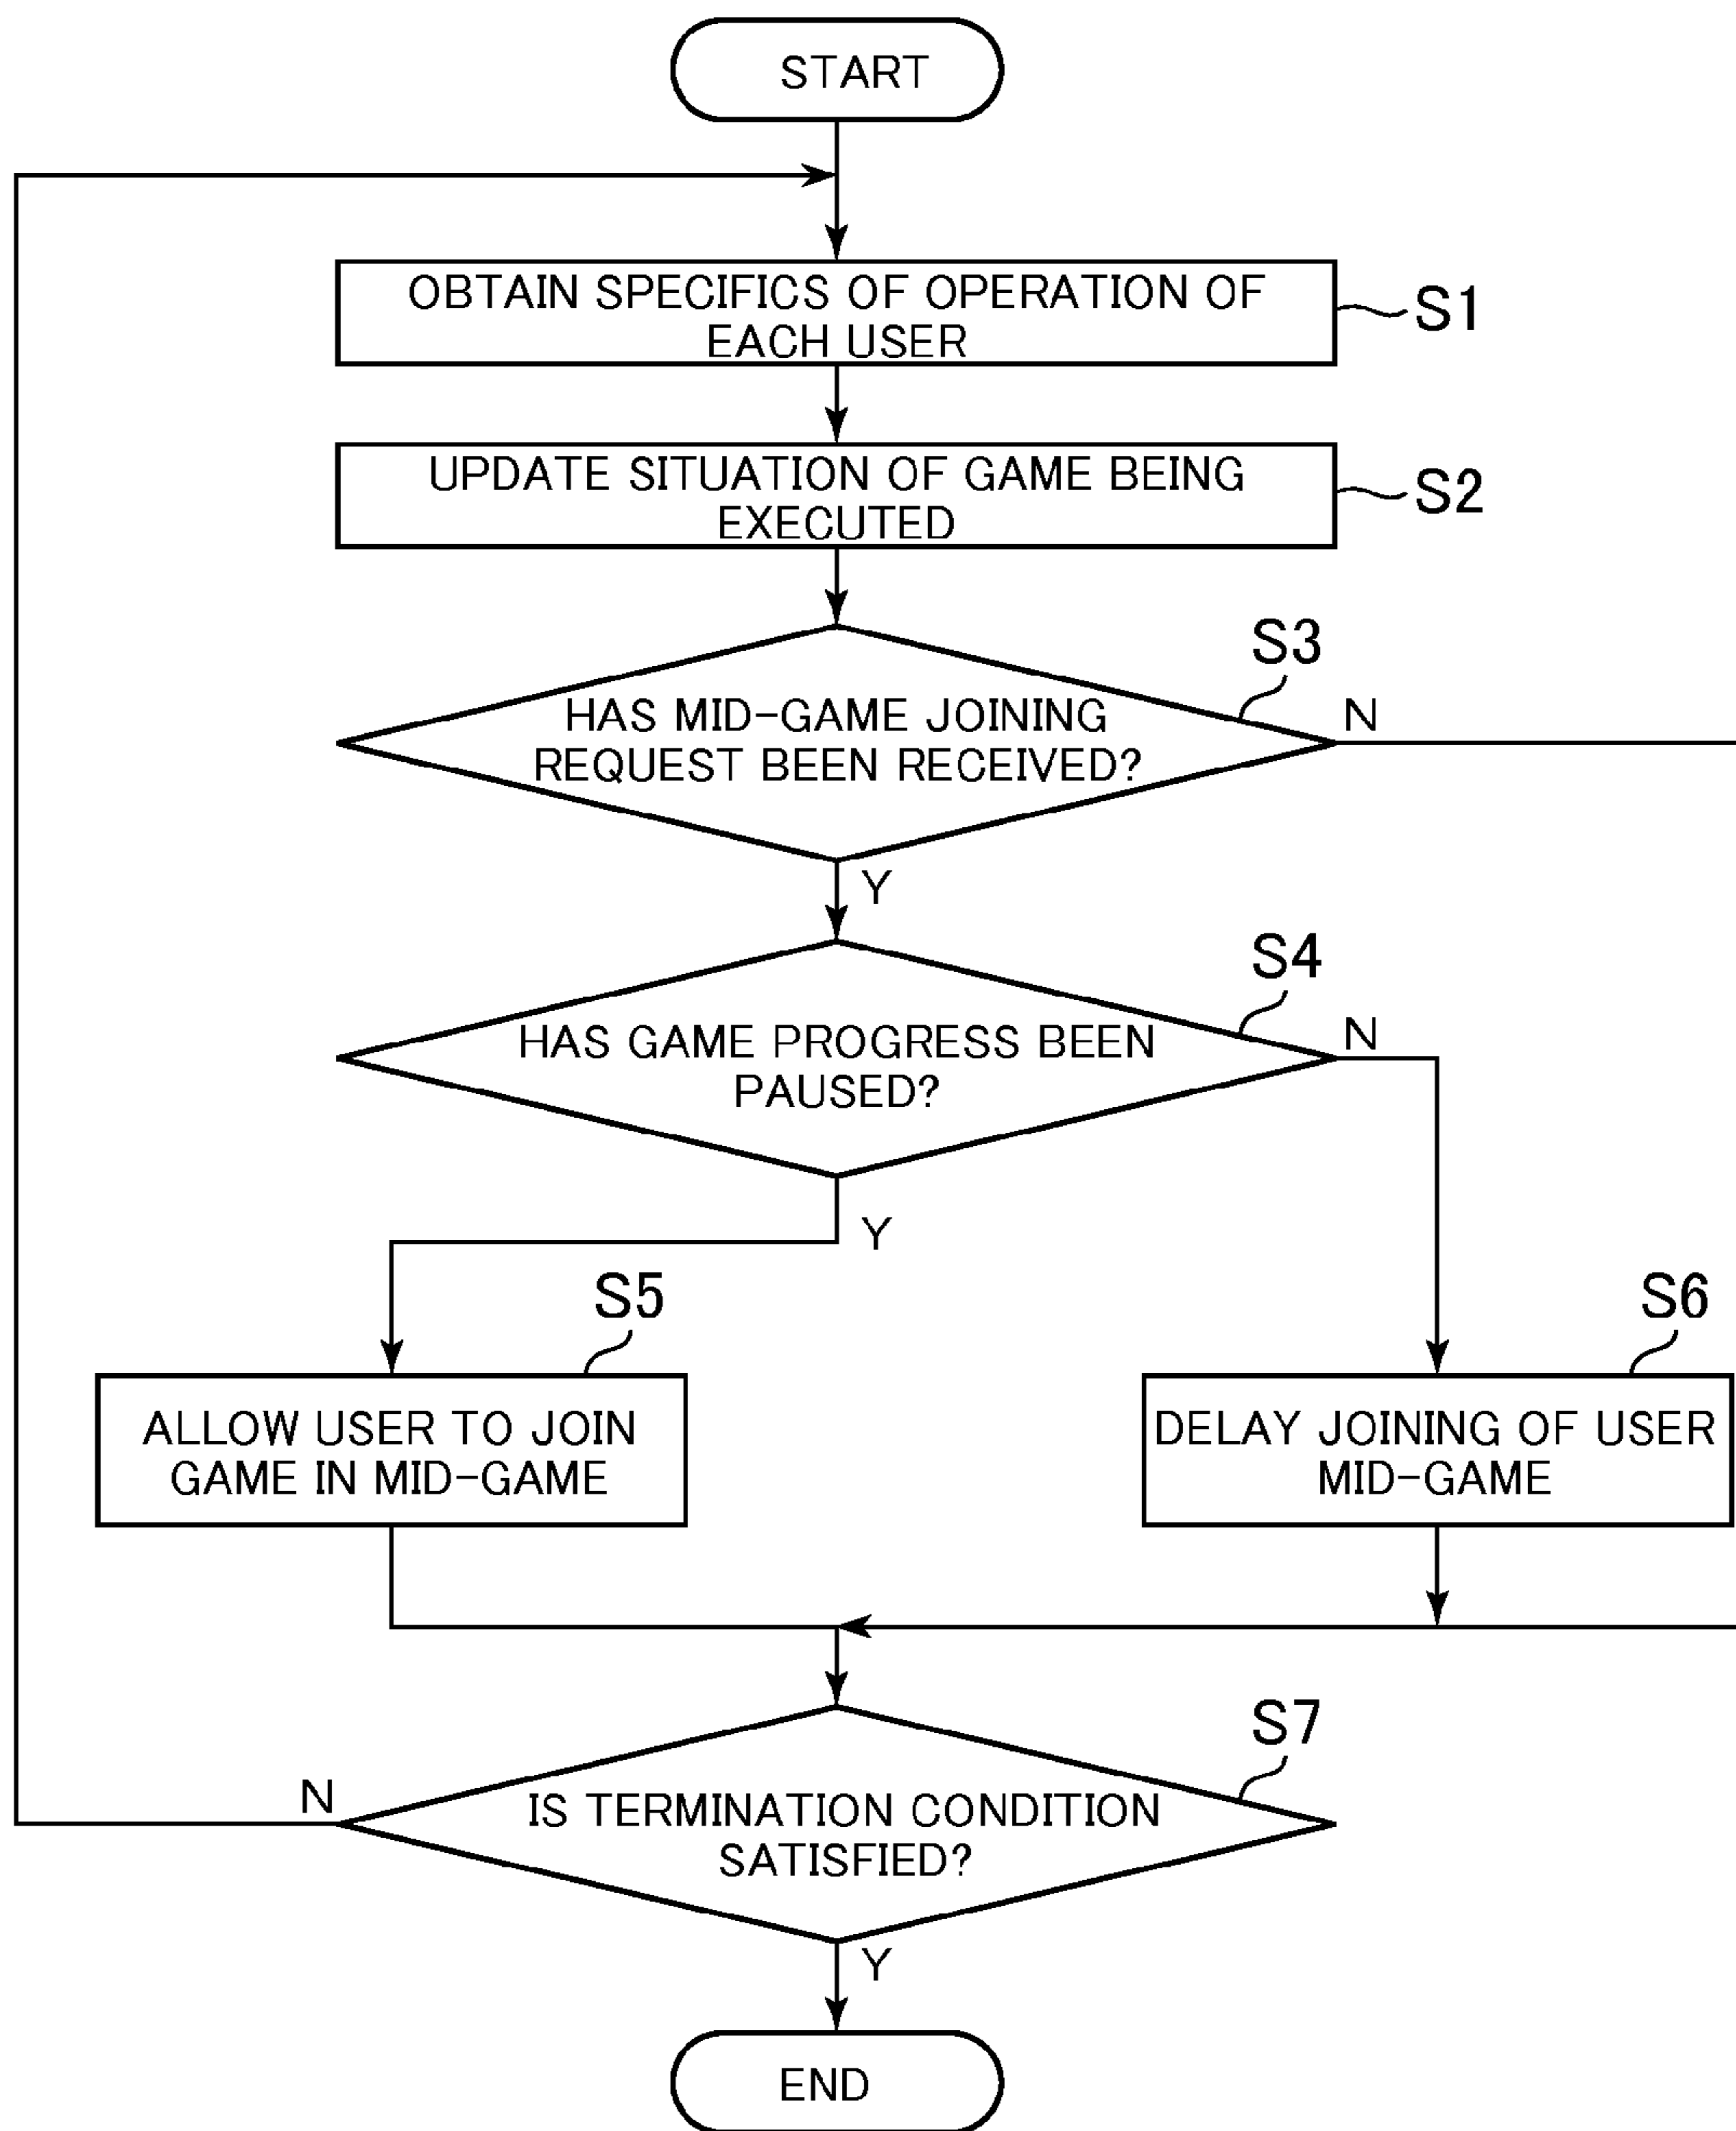 START
OBTAIN SPECIFICS OF OPERATION OF
EACH USER
S1
UPDATE SITUATION OF GAME BEING
EXECUTED
S2
S3
HAS MID-GAME JOINING
REQUEST BEEN RECEIVED?
N
Y
S4
HAS GAME PROGRESS BEEN
PAUSED?
N
Y
S5
ALLOW USER TO JOIN
GAME IN MID-GAME
S6
DELAY JOINING OF USER
MID-GAME
S7
IS TERMINATION CONDITION
SATISFIED?
N
Y
END